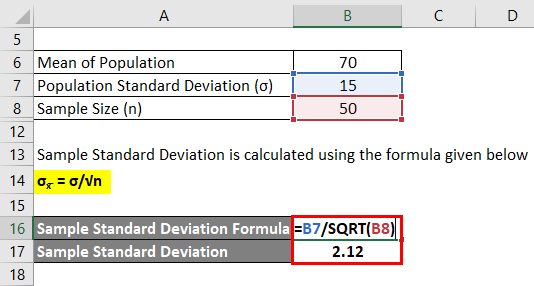 A B C D
5
6 Mean of Population 70
7 Population Standard Deviation (σ) 15
8 Sample Size (n) 50
12
13 Sample Standard Deviation is calculated using the formula given below
14 σx̄ = σ/√n
15
16 Sample Standard Deviation Formula =B7/SQRT(B8)
17 Sample Standard Deviation 2.12
18